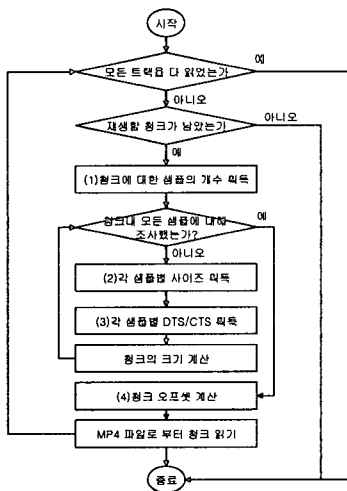 시작
모든 트랙을 다 읽었는가
예
아니오
재생할 청크가 남았는가
아니오
예
(1)청크에 대한 샘플의 개수 획득
청크내 모든 샘플에 대해
조사했는가?
예
아니오
(2)각 샘플별 사이즈 획득
(3)각 샘플별 DTS/CTS 획득
청크의 크기 계산
(4)청크 오프셋 계산
MP4 파일로 부터 청크 읽기
종료